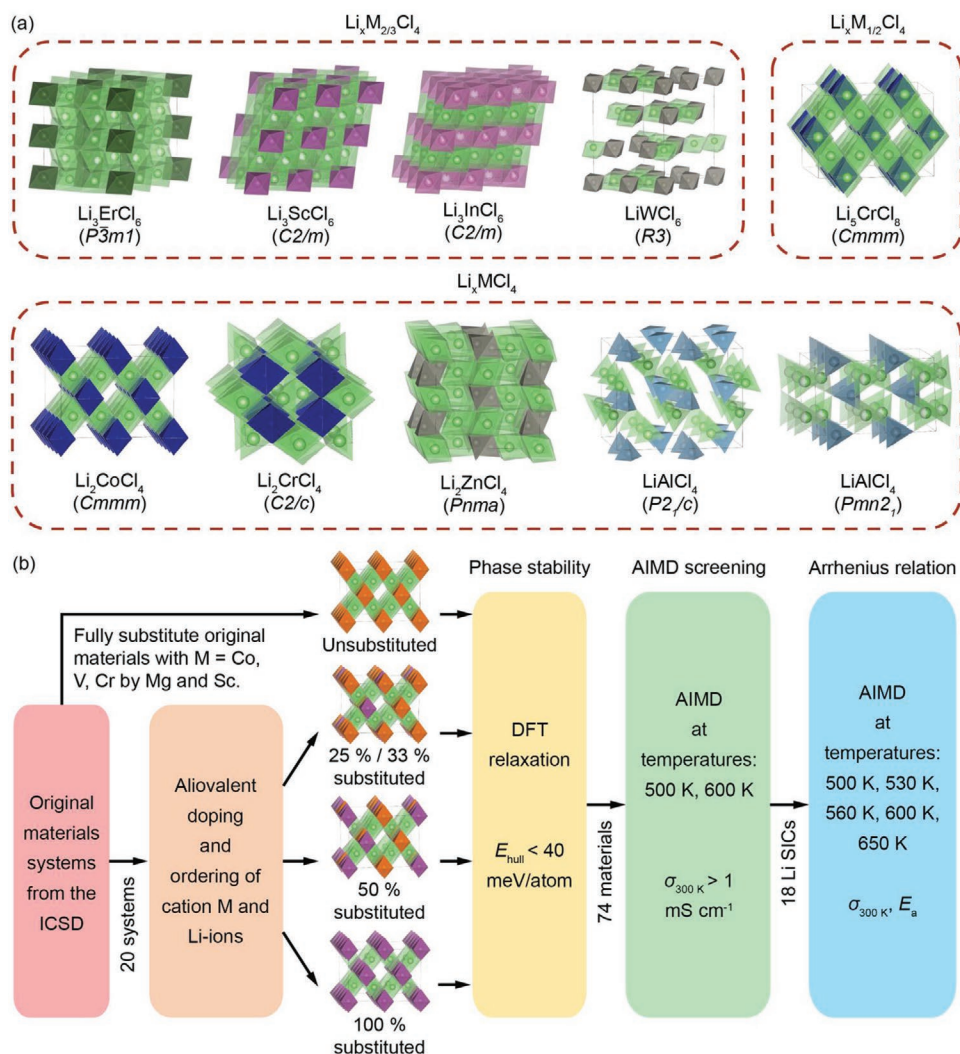 (a)
LiₓM₂/₃Cl₄
LiₓM₁/₂Cl₄
Li₃ErCl₆
(P3̅m1)
Li₃ScCl₆
(C2/m)
Li₃InCl₆
(C2/m)
LiWCl₆
(R3)
Li₅CrCl₈
(Cmmm)
LiₓMCl₄
Li₂CoCl₄
(Cmmm)
Li₂CrCl₄
(C2/c)
Li₂ZnCl₄
(Pnma)
LiAlCl₄
(P2₁/c)
LiAlCl₄
(Pmn2₁)
(b)
Fully substitute original
materials with M = Co,
V, Cr by Mg and Sc.
Original
materials
systems
from the
ICSD
20 systems
Aliovalent
doping
and
ordering of
cation M and
Li-ions
Unsubstituted
25 % / 33 %
substituted
50 %
substituted
100 %
substituted
Phase stability
DFT
relaxation
E_hull < 40
meV/atom
74 materials
AIMD screening
AIMD
at
temperatures:
500 K, 600 K
σ₃₀₀ K > 1
mS cm⁻¹
18 Li SICs
Arrhenius relation
AIMD
at
temperatures:
500 K, 530 K,
560 K, 600 K,
650 K
σ₃₀₀ K, Eₐ